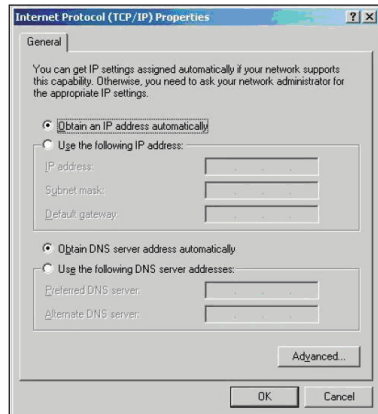 Internet Protocol (TCP/IP) Properties
General
You can get IP settings assigned automatically if your network supports
this capability. Otherwise, you need to ask your network administrator for
the appropriate IP settings.
Obtain an IP address automatically
Use the following IP address:
IP address:
Subnet mask:
Default gateway:
Obtain DNS server address automatically
Use the following DNS server addresses:
Preferred DNS server:
Alternate DNS server:
Advanced...
OK Cancel